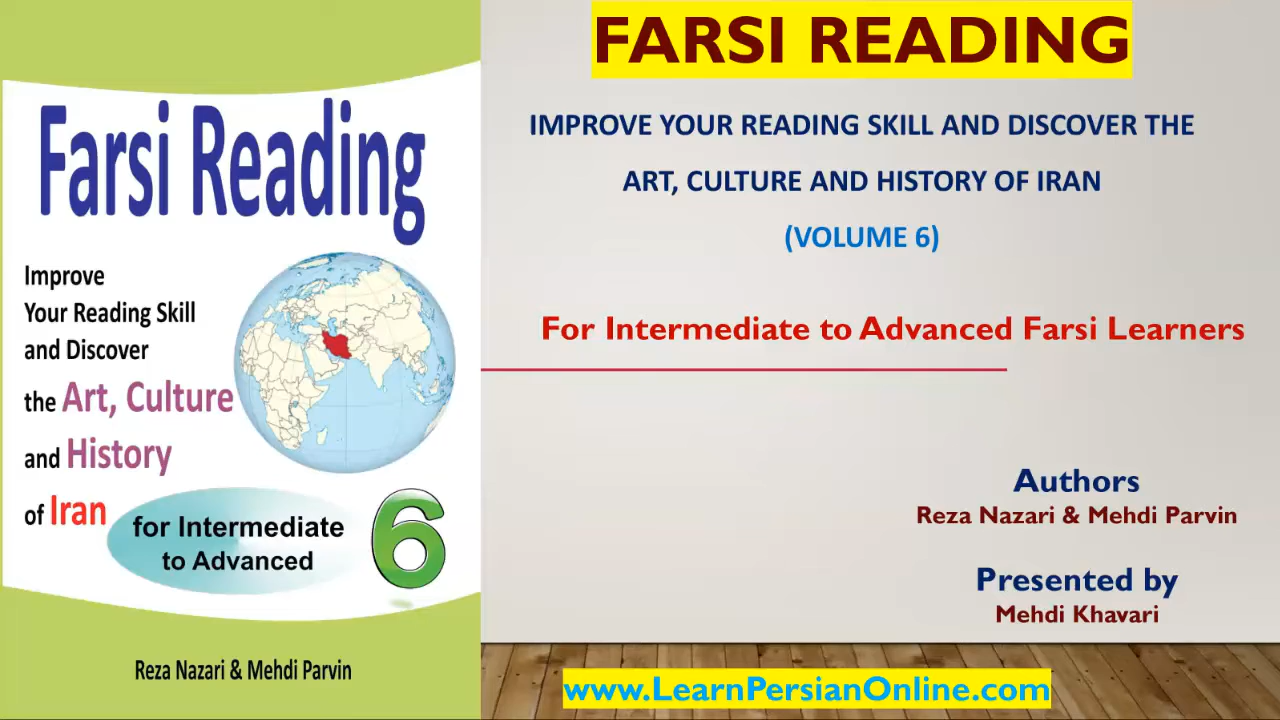 Farsi Reading
Improve
Your Reading Skill
and Discover
the Art, Culture
and History
of Iran
for Intermediate
to Advanced
6
Reza Nazari & Mehdi Parvin
FARSI READING
IMPROVE YOUR READING SKILL AND DISCOVER THE
ART, CULTURE AND HISTORY OF IRAN
(VOLUME 6)
For Intermediate to Advanced Farsi Learners
Authors
Reza Nazari & Mehdi Parvin
Presented by
Mehdi Khavari
www.LearnPersianOnline.com